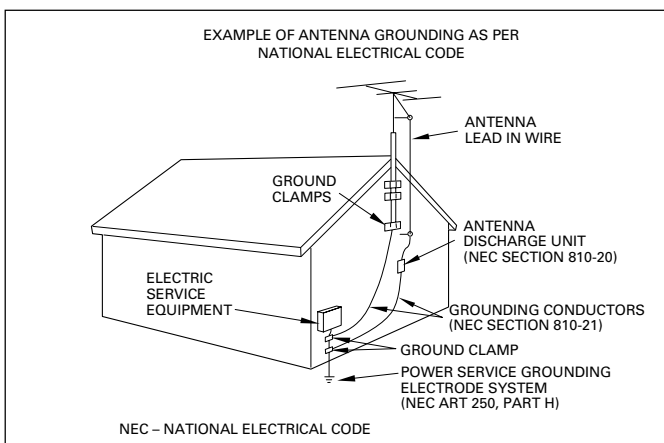 EXAMPLE OF ANTENNA GROUNDING AS PER
NATIONAL ELECTRICAL CODE
ANTENNA
LEAD IN WIRE
GROUND
CLAMPS
ANTENNA
DISCHARGE UNIT
(NEC SECTION 810-20)
ELECTRIC
SERVICE
EQUIPMENT
GROUNDING CONDUCTORS
(NEC SECTION 810-21)
GROUND CLAMP
POWER SERVICE GROUNDING
ELECTRODE SYSTEM
(NEC ART 250, PART H)
NEC – NATIONAL ELECTRICAL CODE